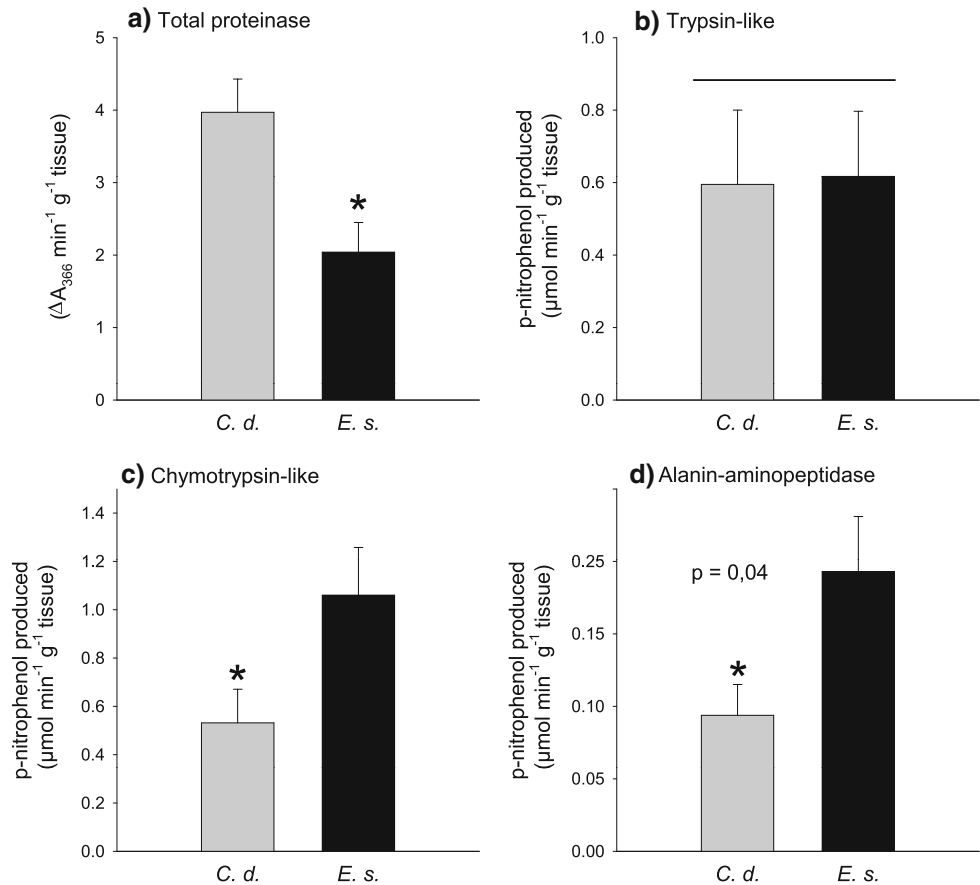 a) Total proteinase
5
4
3
2
1
0
(ΔA366 min-1 g-1 tissue)
*
C. d.
E. s.
b) Trypsin-like
1.0
0.8
0.6
0.4
0.2
0.0
p-nitrophenol produced
(µmol min-1 g-1 tissue)
C. d.
E. s.
c) Chymotrypsin-like
1.4
1.2
1.0
0.8
0.6
0.4
0.2
0.0
p-nitrophenol produced
(µmol min-1 g-1 tissue)
*
C. d.
E. s.
d) Alanin-aminopeptidase
0.25
0.15
0.10
0.05
0.00
p-nitrophenol produced
(µmol min-1 g-1 tissue)
p = 0,04
*
C. d.
E. s.